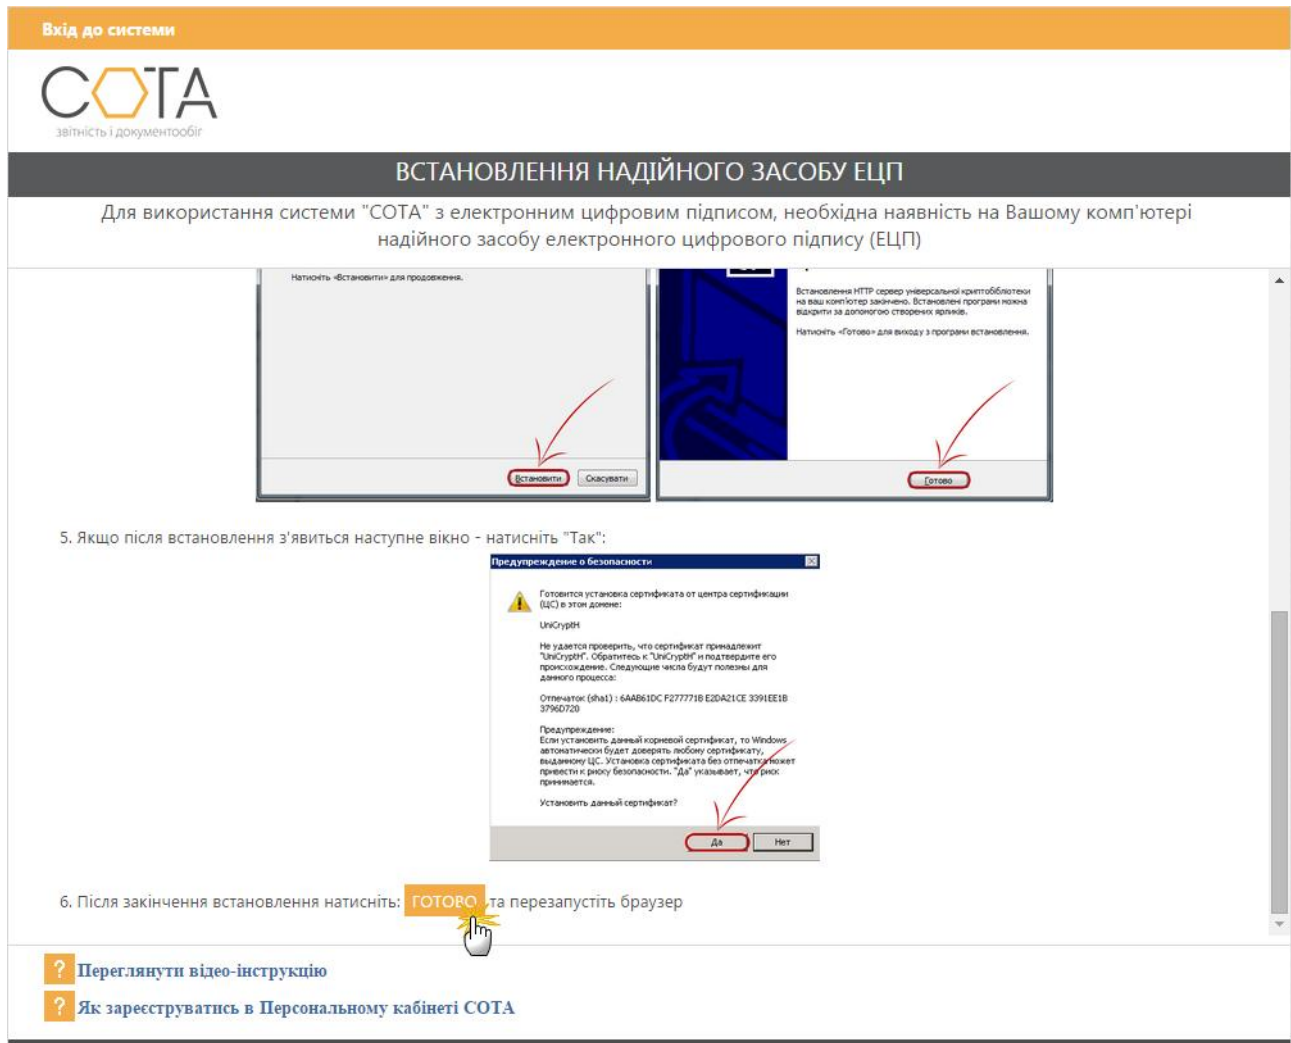 Вхід до системи
СОТА
звітність і документообіг
ВСТАНОВЛЕННЯ НАДІЙНОГО ЗАСОБУ ЕЦП
Для використання системи "СОТА" з електронним цифровим підписом, необхідна наявність на Вашому комп'ютері
надійного засобу електронного цифрового підпису (ЕЦП)
Натисніть «Встановити» для продовження.
Встановити
Скасувати
Встановлення HTTP сервер універсальної криптобібліотеки
на ваш комп'ютер закінчено. Встановлені програми можна
відкрити за допомогою створених ярликів.
Натисніть «Готово» для виходу з програми встановлення.
Готово
5. Якщо після встановлення з'явиться наступне вікно - натисніть "Так":
Предупреждение о безопасности
Готовится установка сертификата от центра сертификации
(ЦС) в этом домене:
UniCryptH
Не удается проверить, что сертификат принадлежит
"UniCryptH". Обратитесь к "UniCryptH" и подтвердите его
происхождение. Следующие числа будут полезны для
данного процесса:
Отпечаток (sha1) : 6AAB61DC F277771B E2DA21CE 3391EE1B
3796D720
Предупреждение:
Если установить данный корневой сертификат, то Windows
автоматически будет доверять любому сертификату,
выданному ЦС. Установка сертификата без отпечатка может
привести к риску безопасности. "Да" указывает, что риск
принимается.
Установить данный сертификат?
Да
Нет
6. Після закінчення встановлення натисніть: ГОТОВО та перезапустіть браузер
? Переглянути відео-інструкцію
? Як зареєструватись в Персональному кабінеті СОТА